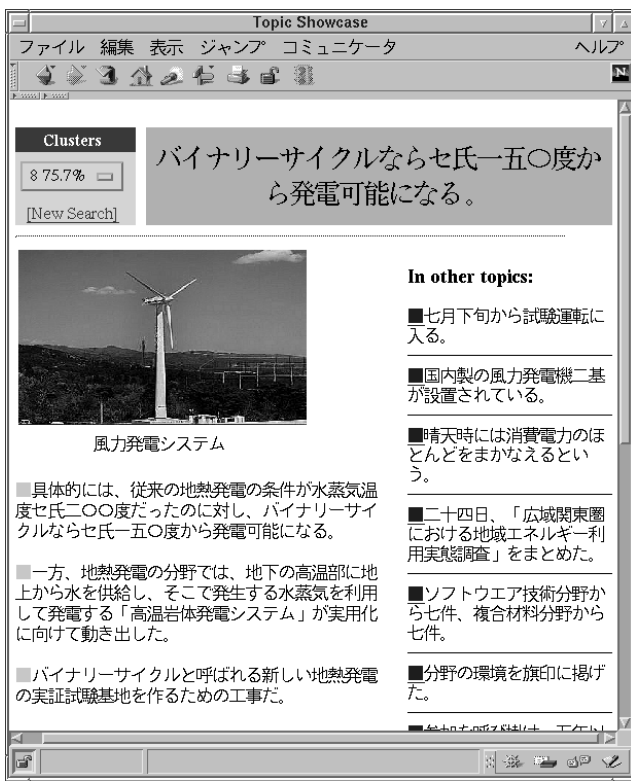 Topic Showcase
ファイル 編集 表示 ジャンプ コミュニケータ ヘルプ
N
Clusters
8 75.7%
[New Search]
バイナリーサイクルならセ氏一五〇度か
ら発電可能になる。
風力発電システム
■具体的には、従来の地熱発電の条件が水蒸気温
度セ氏二〇〇度だったのに対し、バイナリーサイ
クルならセ氏一五〇度から発電可能になる。
■一方、地熱発電の分野では、地下の高温部に地
上から水を供給し、そこで発生する水蒸気を利用
して発電する「高温岩体発電システム」が実用化
に向けて動き出した。
■バイナリーサイクルと呼ばれる新しい地熱発電
の実証試験基地を作るための工事だ。
In other topics:
■七月下旬から試験運転に
入る。
■国内製の風力発電機二基
が設置されている。
■晴天時には消費電力のほ
とんどをまかなえるとい
う。
■二十四日、「広域関東圏
における地域エネルギー利
用実態調査」をまとめた。
■ソフトウエア技術分野か
ら七件、複合材料分野から
七件。
■分野の環境を旗印に掲げ
た。